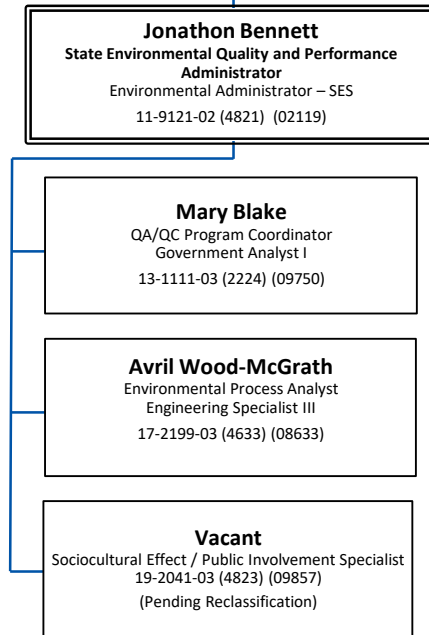 Jonathon Bennett
State Environmental Quality and Performance
Administrator
Environmental Administrator – SES
11-9121-02 (4821) (02119)
Mary Blake
QA/QC Program Coordinator
Government Analyst I
13-1111-03 (2224) (09750)
Avril Wood-McGrath
Environmental Process Analyst
Engineering Specialist III
17-2199-03 (4633) (08633)
Vacant
Sociocultural Effect / Public Involvement Specialist
19-2041-03 (4823) (09857)
(Pending Reclassification)